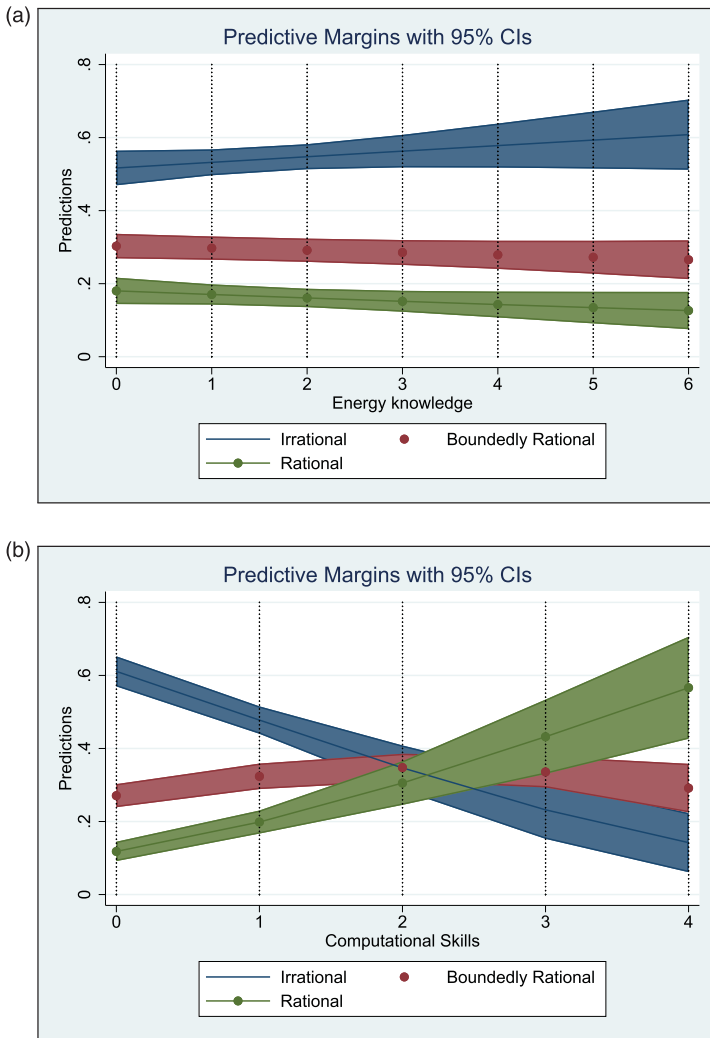 (a)
Predictive Margins with 95% CIs
Predictions
.8
.6
.4
.2
0
0 1 2 3 4 5 6
Energy knowledge
Irrational
Boundedly Rational
Rational
(b)
Predictive Margins with 95% CIs
Predictions
.8
.6
.4
.2
0
0 1 2 3 4
Computational Skills
Irrational
Boundedly Rational
Rational